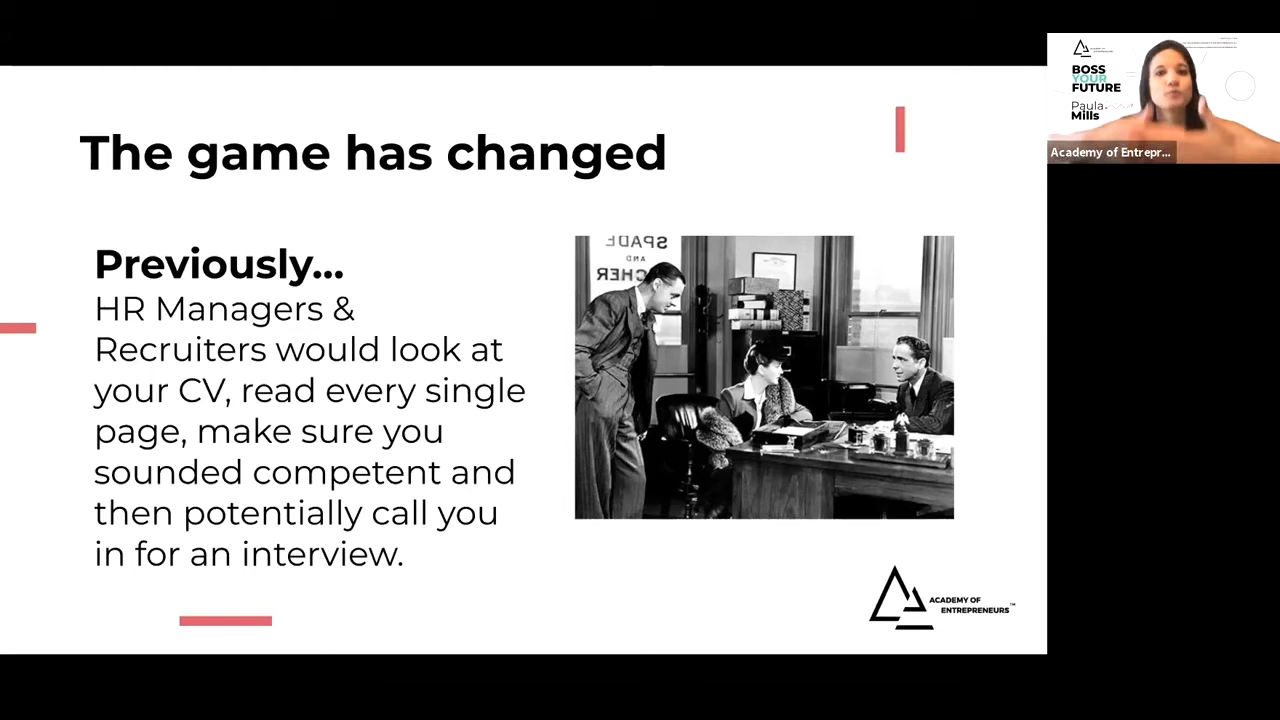 The game has changed
Previously...
HR Managers &
Recruiters would look at
your CV, read every single
page, make sure you
sounded competent and
then potentially call you
in for an interview.
SPADE
AND
CHER
ACADEMY OF
ENTREPRENEURS™
BOSS
YOUR
FUTURE
Paula
Mills
Academy of Entrepr...